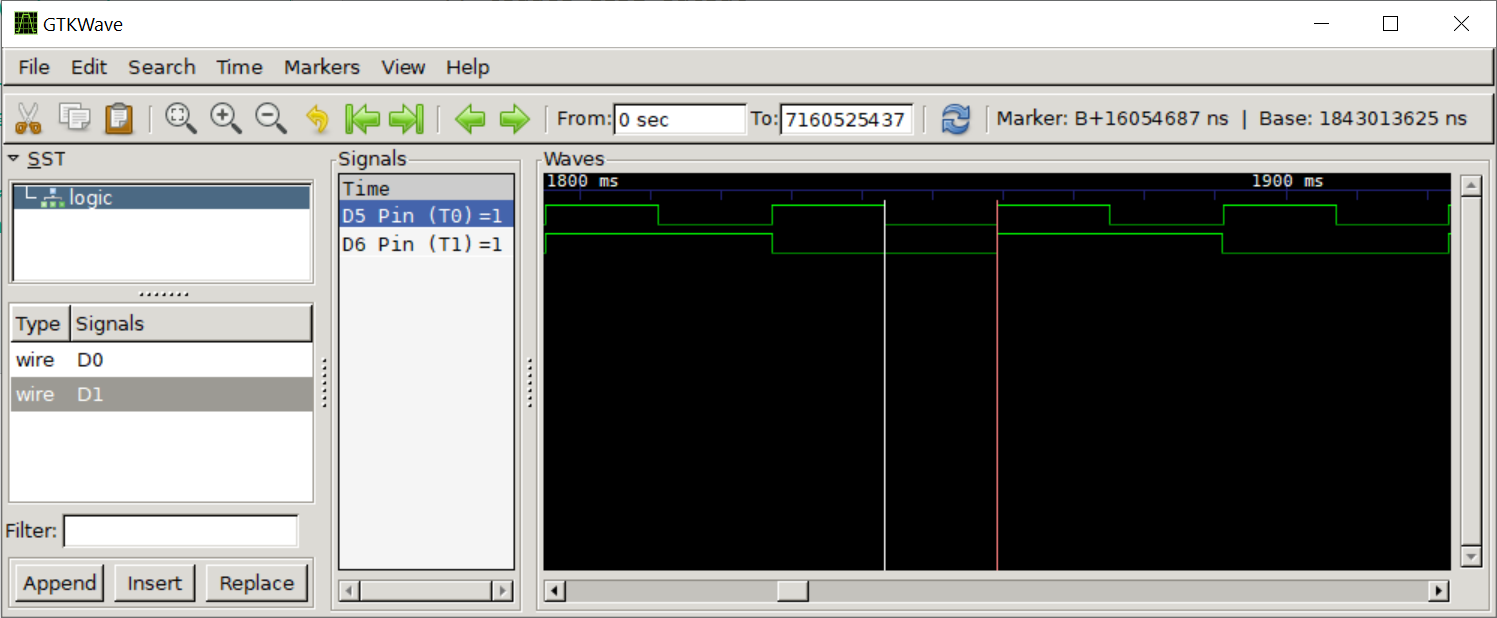 GTKWave
File Edit Search Time Markers View Help
From: 0 sec To: 7160525437 Marker: B+16054687 ns | Base: 1843013625 ns
SST
logic
Type Signals
wire D0
wire D1
Filter:
Append Insert Replace
Signals
Time
D5 Pin (T0)=1
D6 Pin (T1)=1
Waves
1800 ms 1900 ms